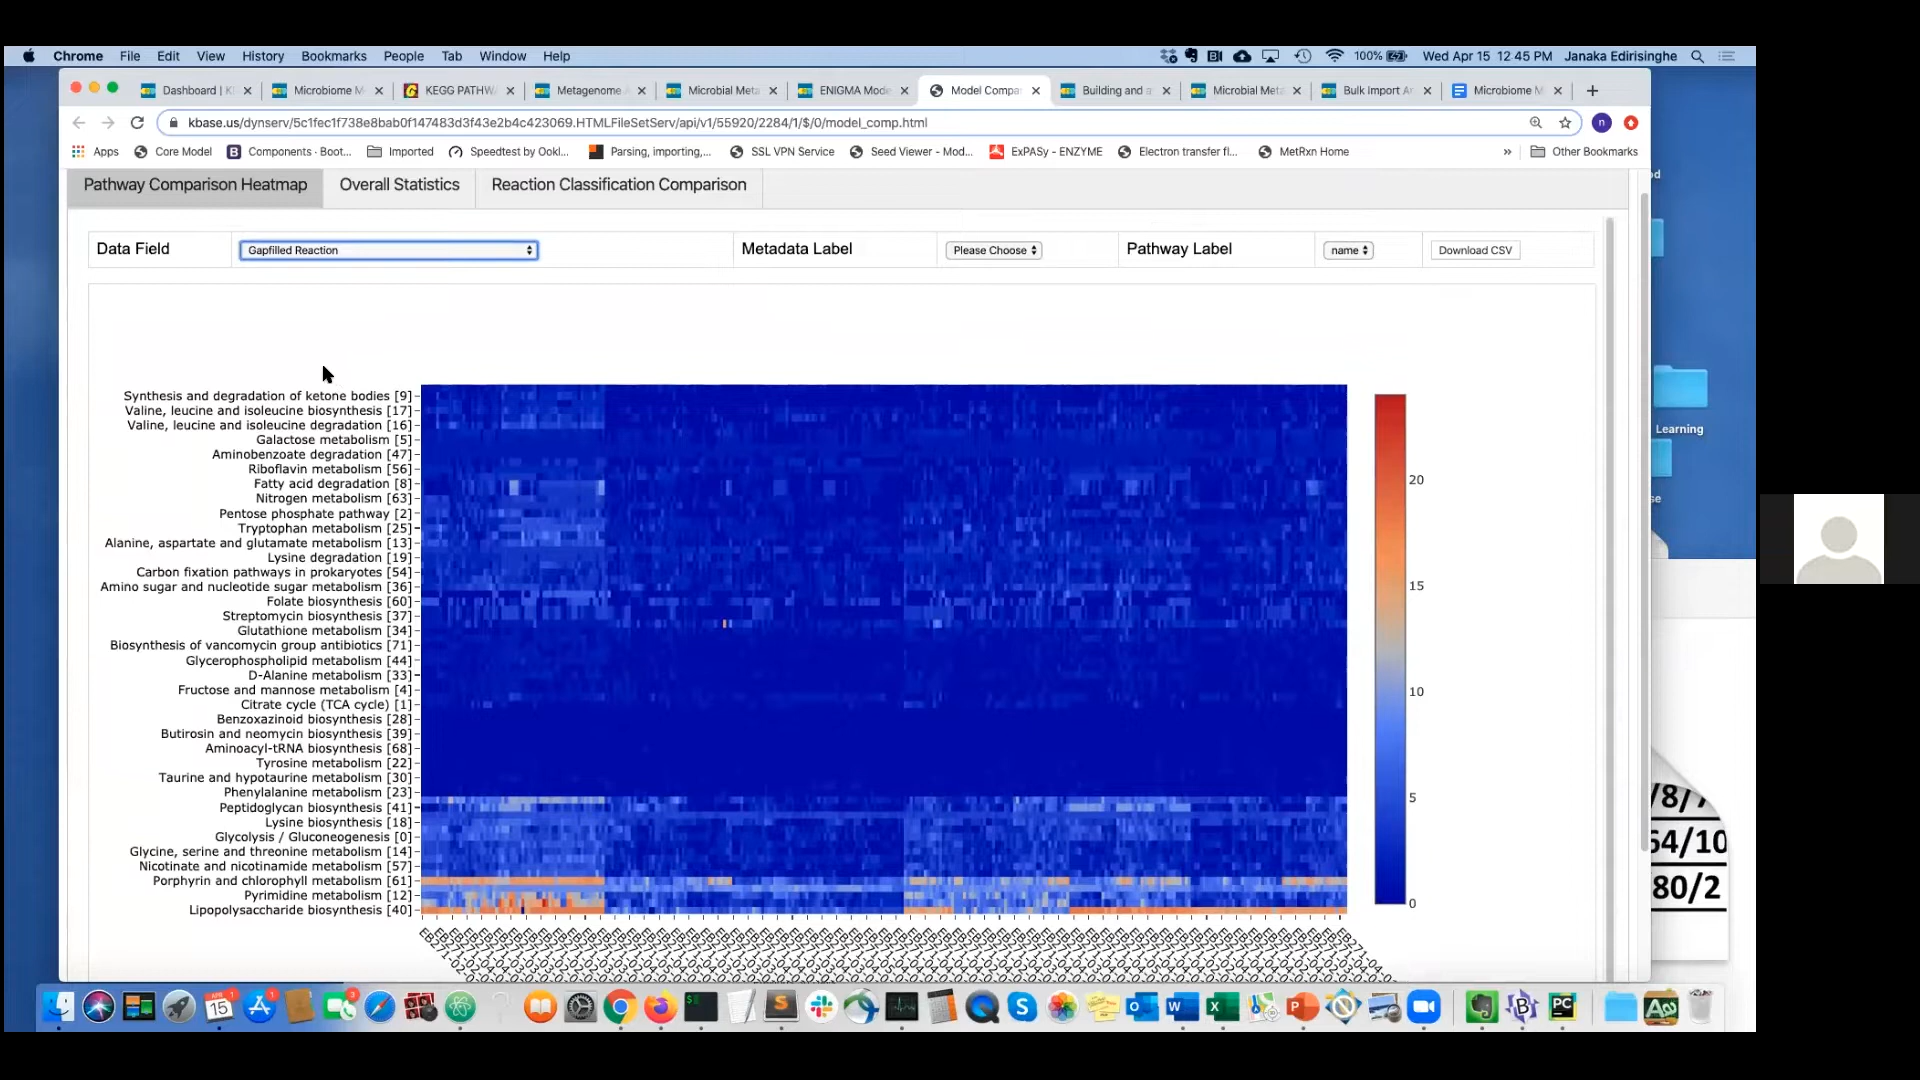 Chrome File Edit View History Bookmarks People Tab Window Help
100% Wed Apr 15 12:45 PM Janaka Edirisinghe
Dashboard | K
Microbiome M
KEGG PATHW
Metagenome
Microbial Meta
ENIGMA Mode
Model Compa
Building and a
Microbial Meta
Bulk Import A
Microbiome M
kbase.us/dynserv/5c1fec1f738e8bab0f147483d3f43e2b4c423069.HTMLFileSetServ/api/v1/55920/2284/1/$/0/model_comp.html
n
Apps Core Model Components · Boot... Imported Speedtest by Ookl... Parsing, importing,... SSL VPN Service Seed Viewer - Mod... ExPASy - ENZYME Electron transfer fl... MetRxn Home » Other Bookmarks
Pathway Comparison Heatmap Overall Statistics Reaction Classification Comparison
Data Field Gapfilled Reaction Metadata Label Please Choose Pathway Label name Download CSV
Synthesis and degradation of ketone bodies [9]
Valine, leucine and isoleucine biosynthesis [17]
Valine, leucine and isoleucine degradation [16]
Galactose metabolism [5]
Aminobenzoate degradation [47]
Riboflavin metabolism [56]
Fatty acid degradation [8]
Nitrogen metabolism [63]
Pentose phosphate pathway [2]
Tryptophan metabolism [25]
Alanine, aspartate and glutamate metabolism [13]
Lysine degradation [19]
Carbon fixation pathways in prokaryotes [54]
Amino sugar and nucleotide sugar metabolism [36]
Folate biosynthesis [60]
Streptomycin biosynthesis [37]
Glutathione metabolism [34]
Biosynthesis of vancomycin group antibiotics [71]
Glycerophospholipid metabolism [44]
D-Alanine metabolism [33]
Fructose and mannose metabolism [4]
Citrate cycle (TCA cycle) [1]
Benzoxazinoid biosynthesis [28]
Butirosin and neomycin biosynthesis [39]
Aminoacyl-tRNA biosynthesis [68]
Tyrosine metabolism [22]
Taurine and hypotaurine metabolism [30]
Phenylalanine metabolism [23]
Peptidoglycan biosynthesis [41]
Lysine biosynthesis [18]
Glycolysis / Gluconeogenesis [0]
Glycine, serine and threonine metabolism [14]
Nicotinate and nicotinamide metabolism [57]
Porphyrin and chlorophyll metabolism [61]
Pyrimidine metabolism [12]
Lipopolysaccharide biosynthesis [40]
20
15
10
5
0
Learning
64/10
80/2